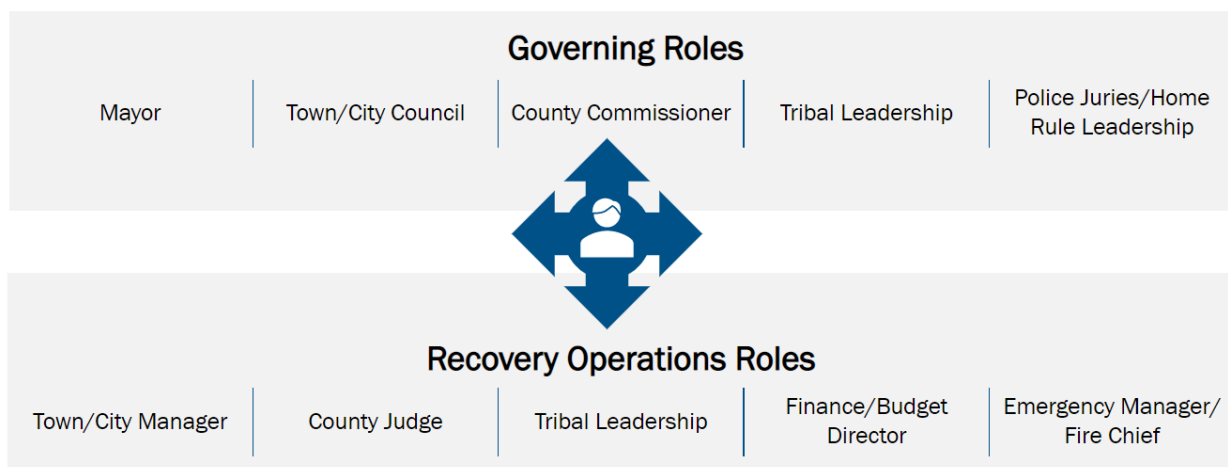 Governing Roles
Mayor
Town/City Council
County Commissioner
Tribal Leadership
Police Juries/Home
Rule Leadership
Recovery Operations Roles
Town/City Manager
County Judge
Tribal Leadership
Finance/Budget
Director
Emergency Manager/
Fire Chief